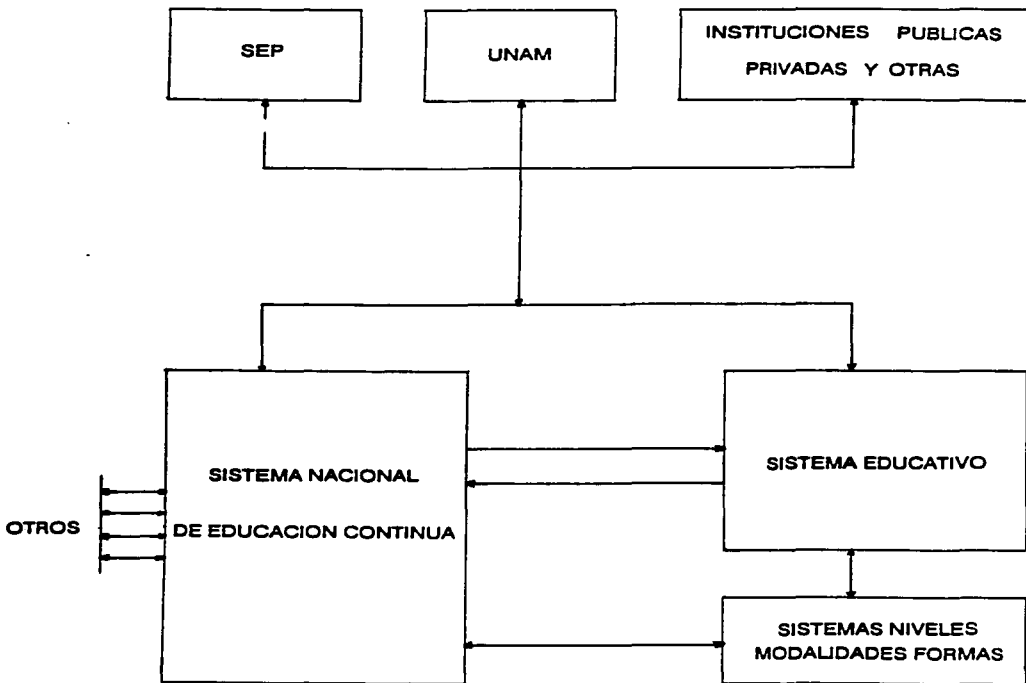 SEP
UNAM
INSTITUCIONES PUBLICAS
PRIVADAS Y OTRAS
SISTEMA NACIONAL
DE EDUCACION CONTINUA
SISTEMA EDUCATIVO
OTROS
SISTEMAS NIVELES
MODALIDADES FORMAS